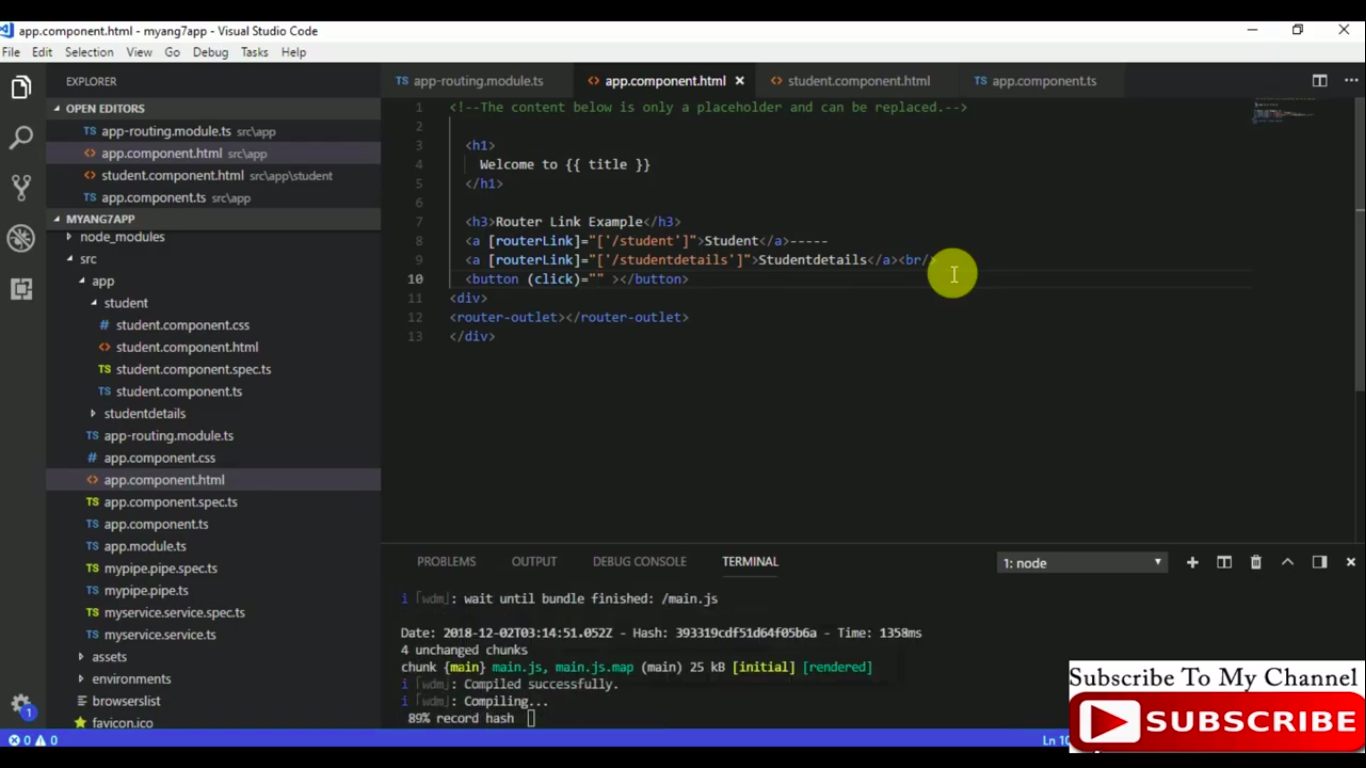 app.component.html - myang7app - Visual Studio Code
File Edit Selection View Go Debug Tasks Help
EXPLORER
OPEN EDITORS
TS app-routing.module.ts src\app
<> app.component.html src\app
<> student.component.html src\app\student
TS app.component.ts src\app
MYANG7APP
node_modules
src
app
student
# student.component.css
<> student.component.html
TS student.component.spec.ts
TS student.component.ts
studentdetails
TS app-routing.module.ts
# app.component.css
<> app.component.html
TS app.component.spec.ts
TS app.component.ts
TS app.module.ts
TS mypipe.pipe.spec.ts
TS mypipe.pipe.ts
TS myservice.service.spec.ts
TS myservice.service.ts
assets
environments
browserslist
favicon.ico
1
TS app-routing.module.ts <> app.component.html × <> student.component.html TS app.component.ts
1 <!--The content below is only a placeholder and can be replaced.-->
2
3 <h1>
4 Welcome to {{ title }}
5 </h1>
6
7 <h3>Router Link Example</h3>
8 <a [routerLink]="['/student']">Student</a>-----
9 <a [routerLink]="['/studentdetails']">Studentdetails</a><br/>
10 <button (click)="" ></button>
11 <div>
12 <router-outlet></router-outlet>
13 </div>
PROBLEMS OUTPUT DEBUG CONSOLE TERMINAL 1: node
i ｢wdm｣: wait until bundle finished: /main.js
Date: 2018-12-02T03:14:51.052Z - Hash: 393319cdf51d64f05b6a - Time: 1358ms
4 unchanged chunks
chunk {main} main.js, main.js.map (main) 25 kB [initial] [rendered]
i ｢wdm｣: Compiled successfully.
i ｢wdm｣: Compiling...
89% record hash
0 0 Ln 10
Subscribe To My Channel
SUBSCRIBE